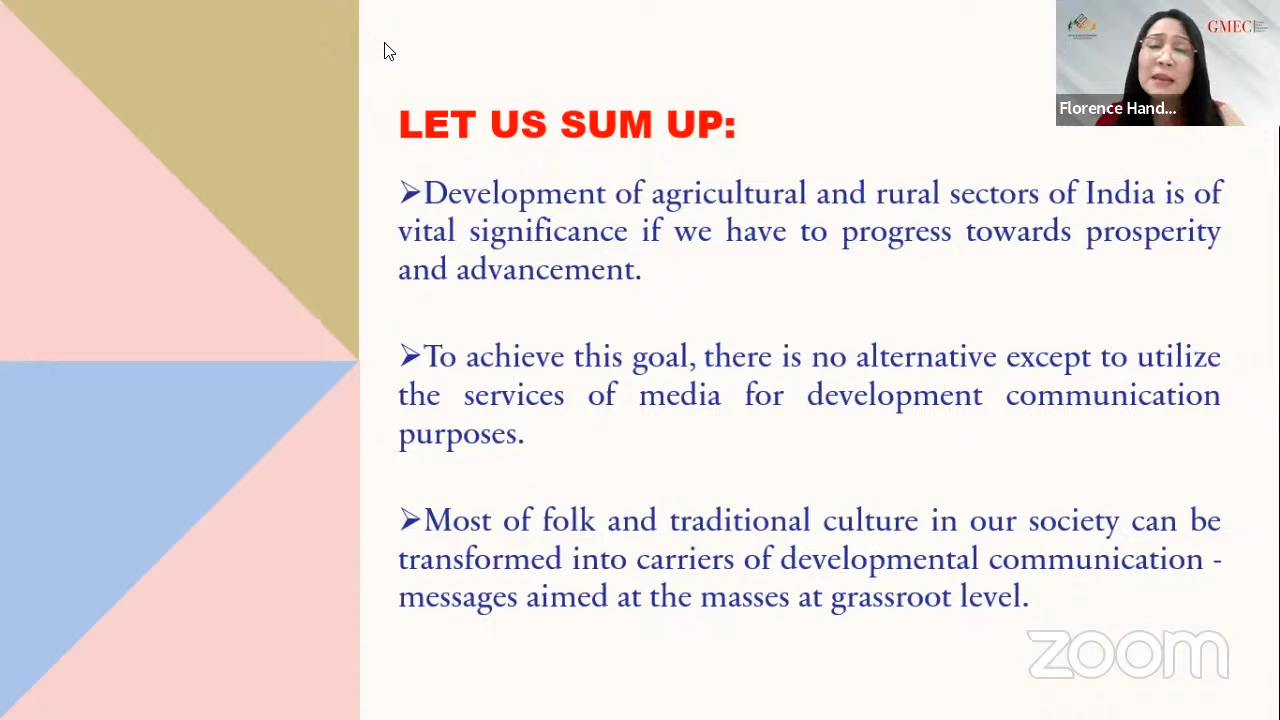 GMEC
Florence Hand...
LET US SUM UP:
➢Development of agricultural and rural sectors of India is of
vital significance if we have to progress towards prosperity
and advancement.
➢To achieve this goal, there is no alternative except to utilize
the services of media for development communication
purposes.
➢Most of folk and traditional culture in our society can be
transformed into carriers of developmental communication -
messages aimed at the masses at grassroot level.
zoom